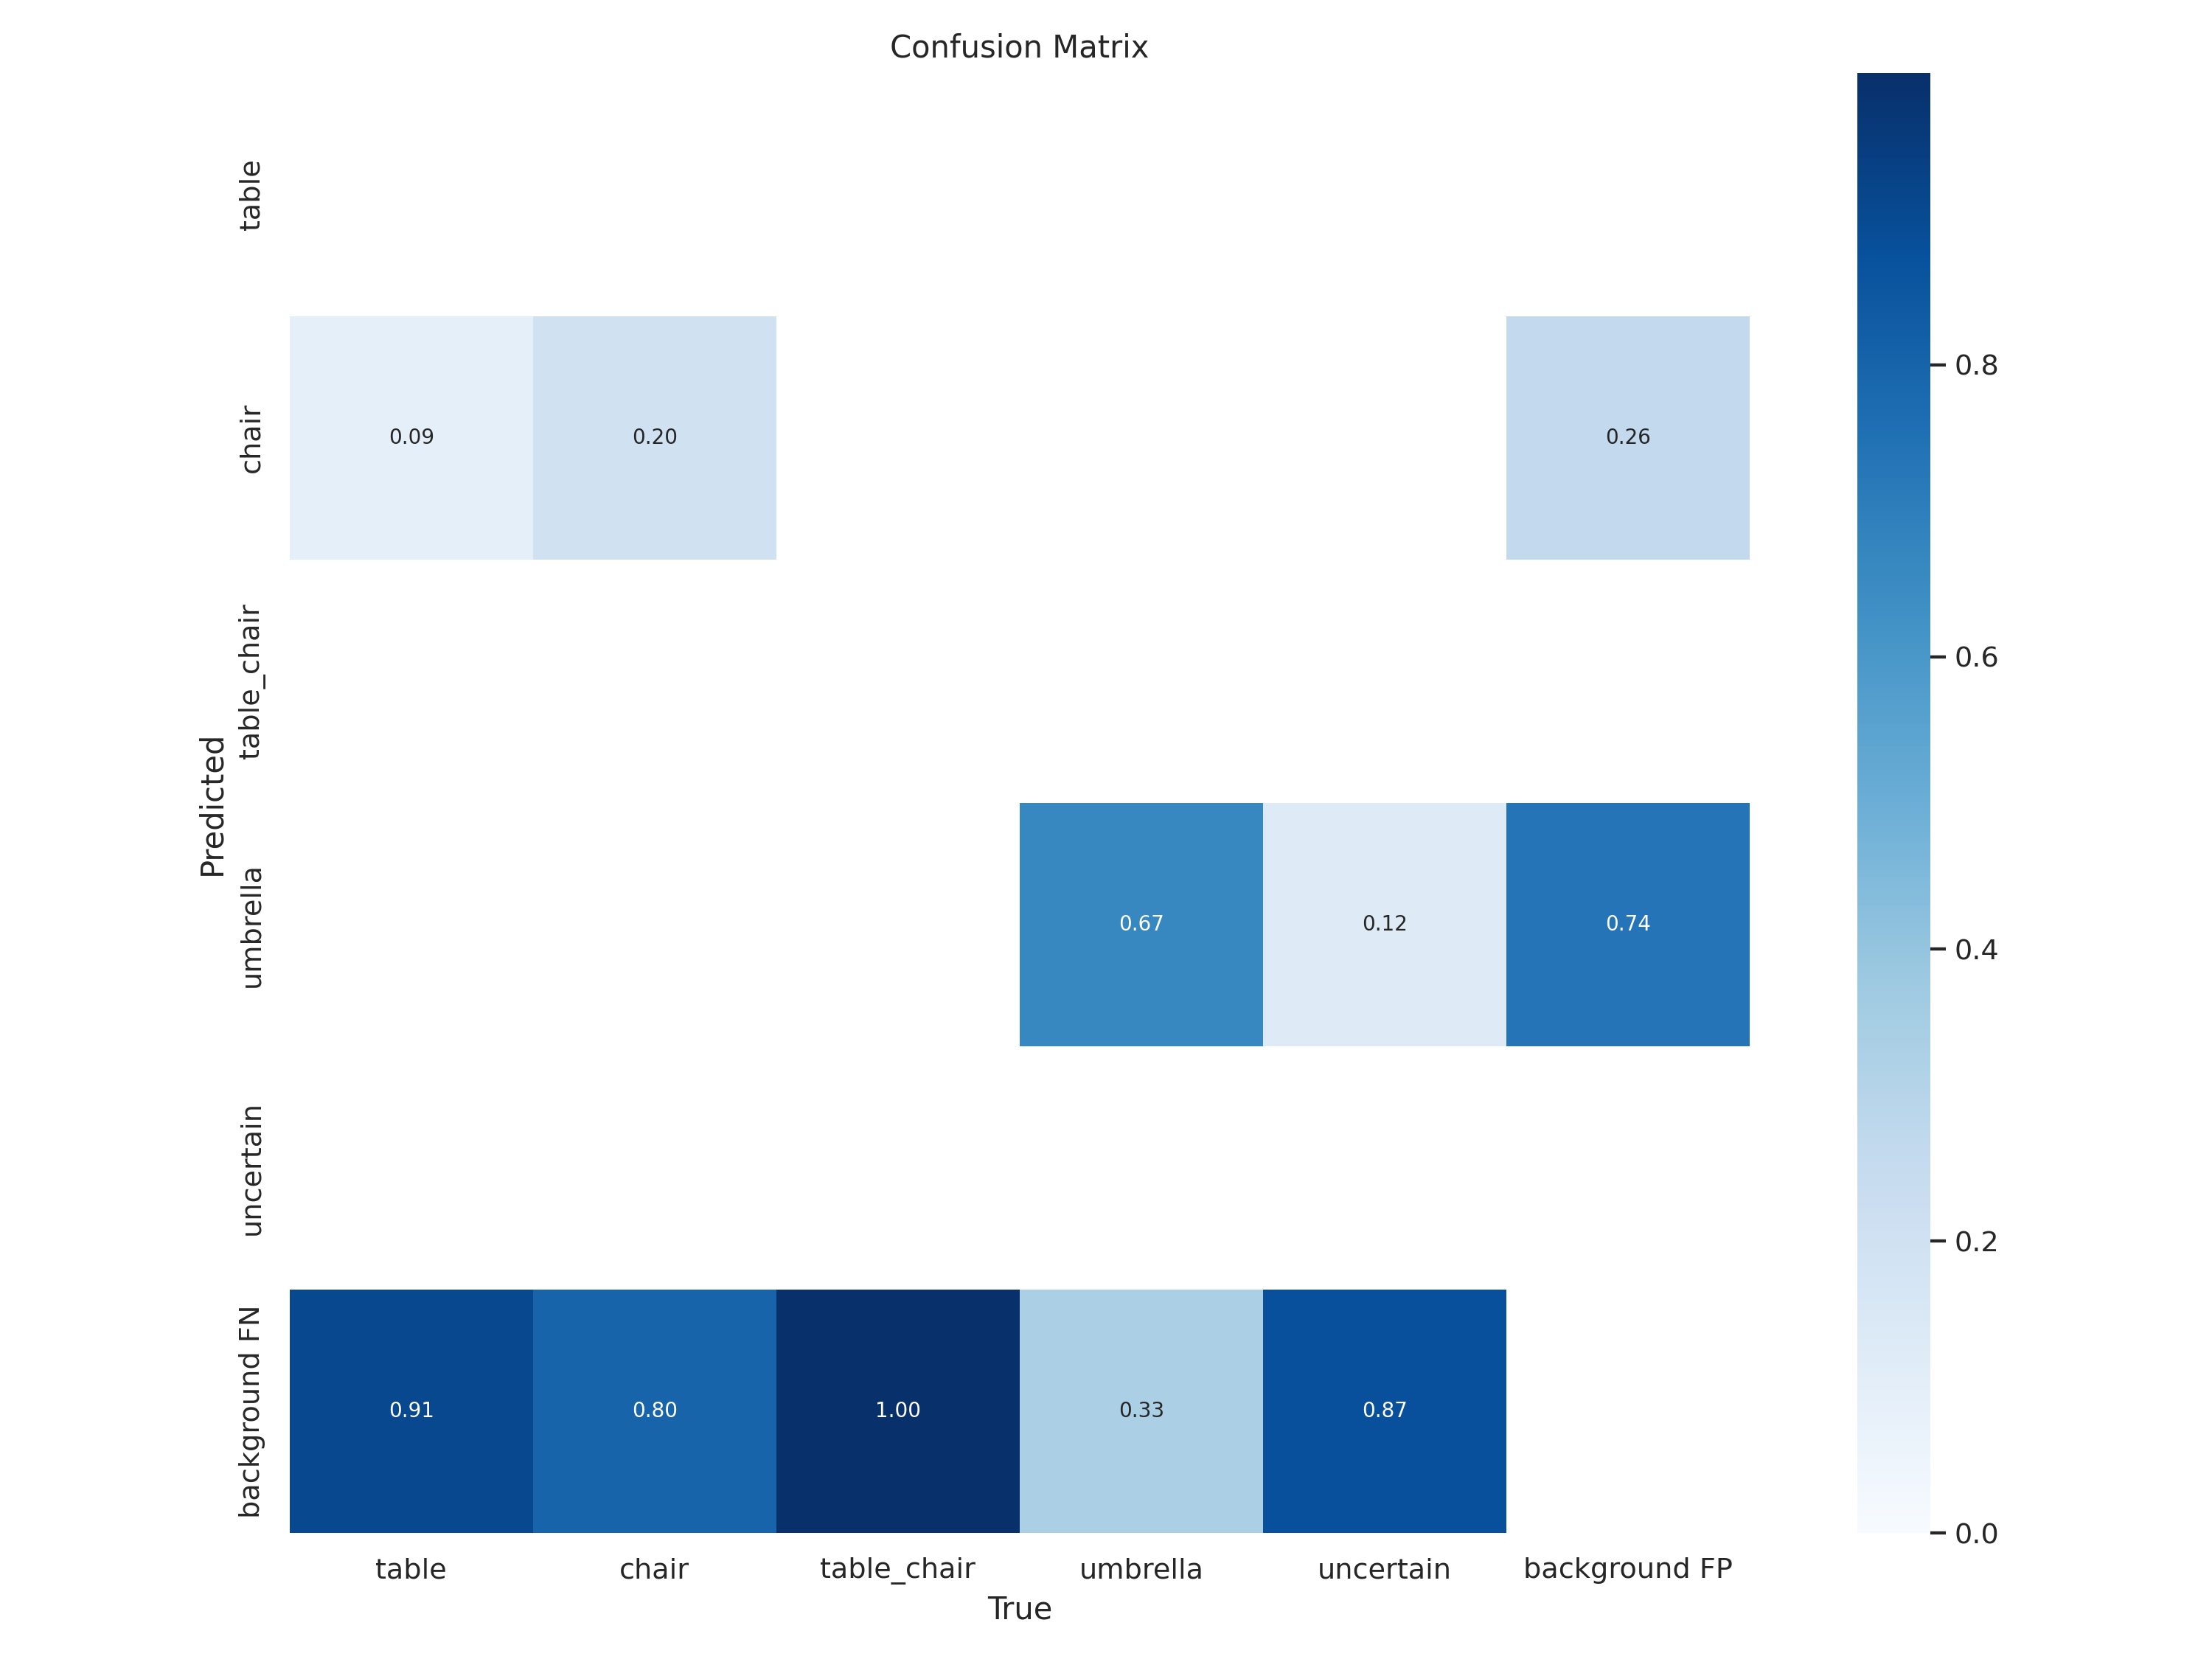 Confusion Matrix
table
chair
table_chair
umbrella
uncertain
background FN
Predicted
0.09 0.20 0.26
0.67 0.12 0.74
0.91 0.80 1.00 0.33 0.87
0.8
0.6
0.4
0.2
0.0
table chair table_chair umbrella uncertain background FP
True